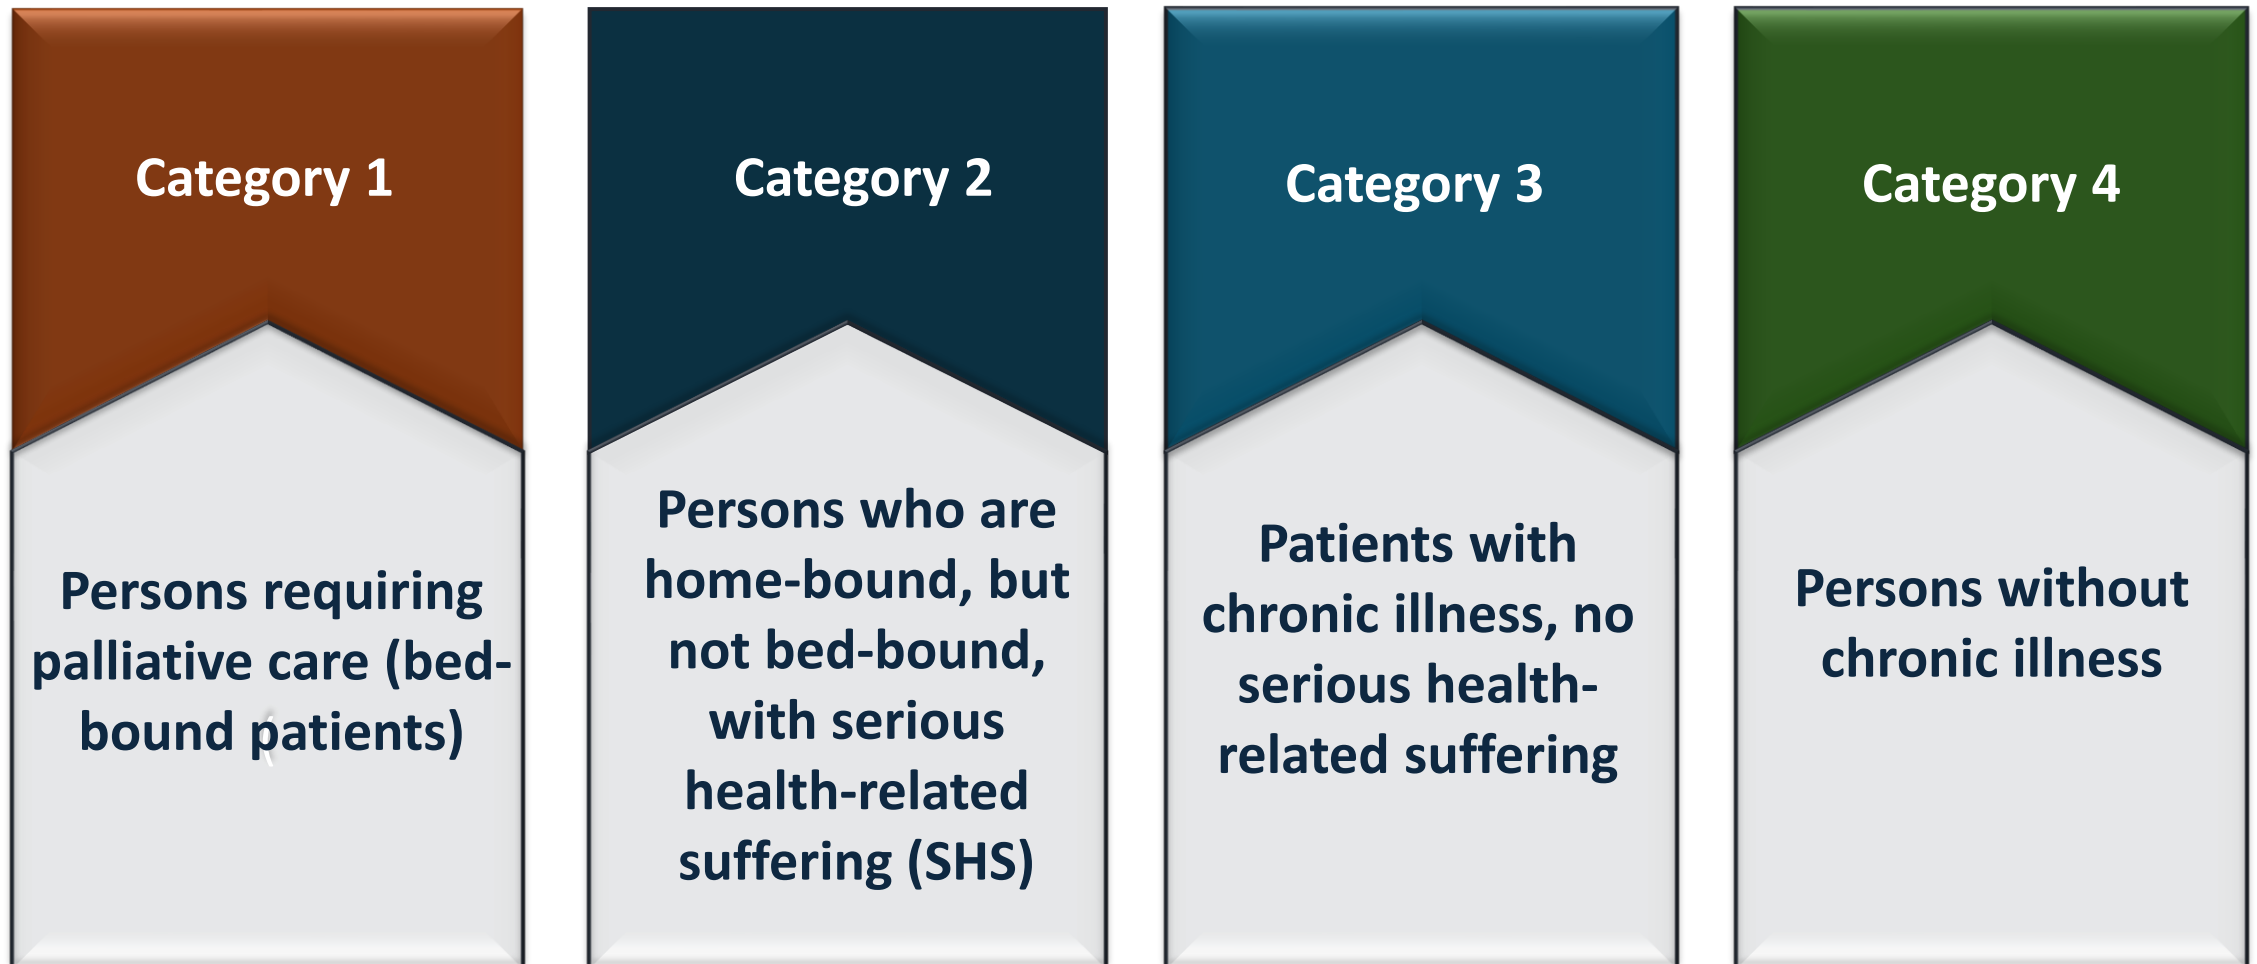 Category 1
Persons requiring
palliative care (bed-
bound patients)
Category 2
Persons who are
home-bound, but
not bed-bound,
with serious
health-related
suffering (SHS)
Category 3
Patients with
chronic illness, no
serious health-
related suffering
Category 4
Persons without
chronic illness